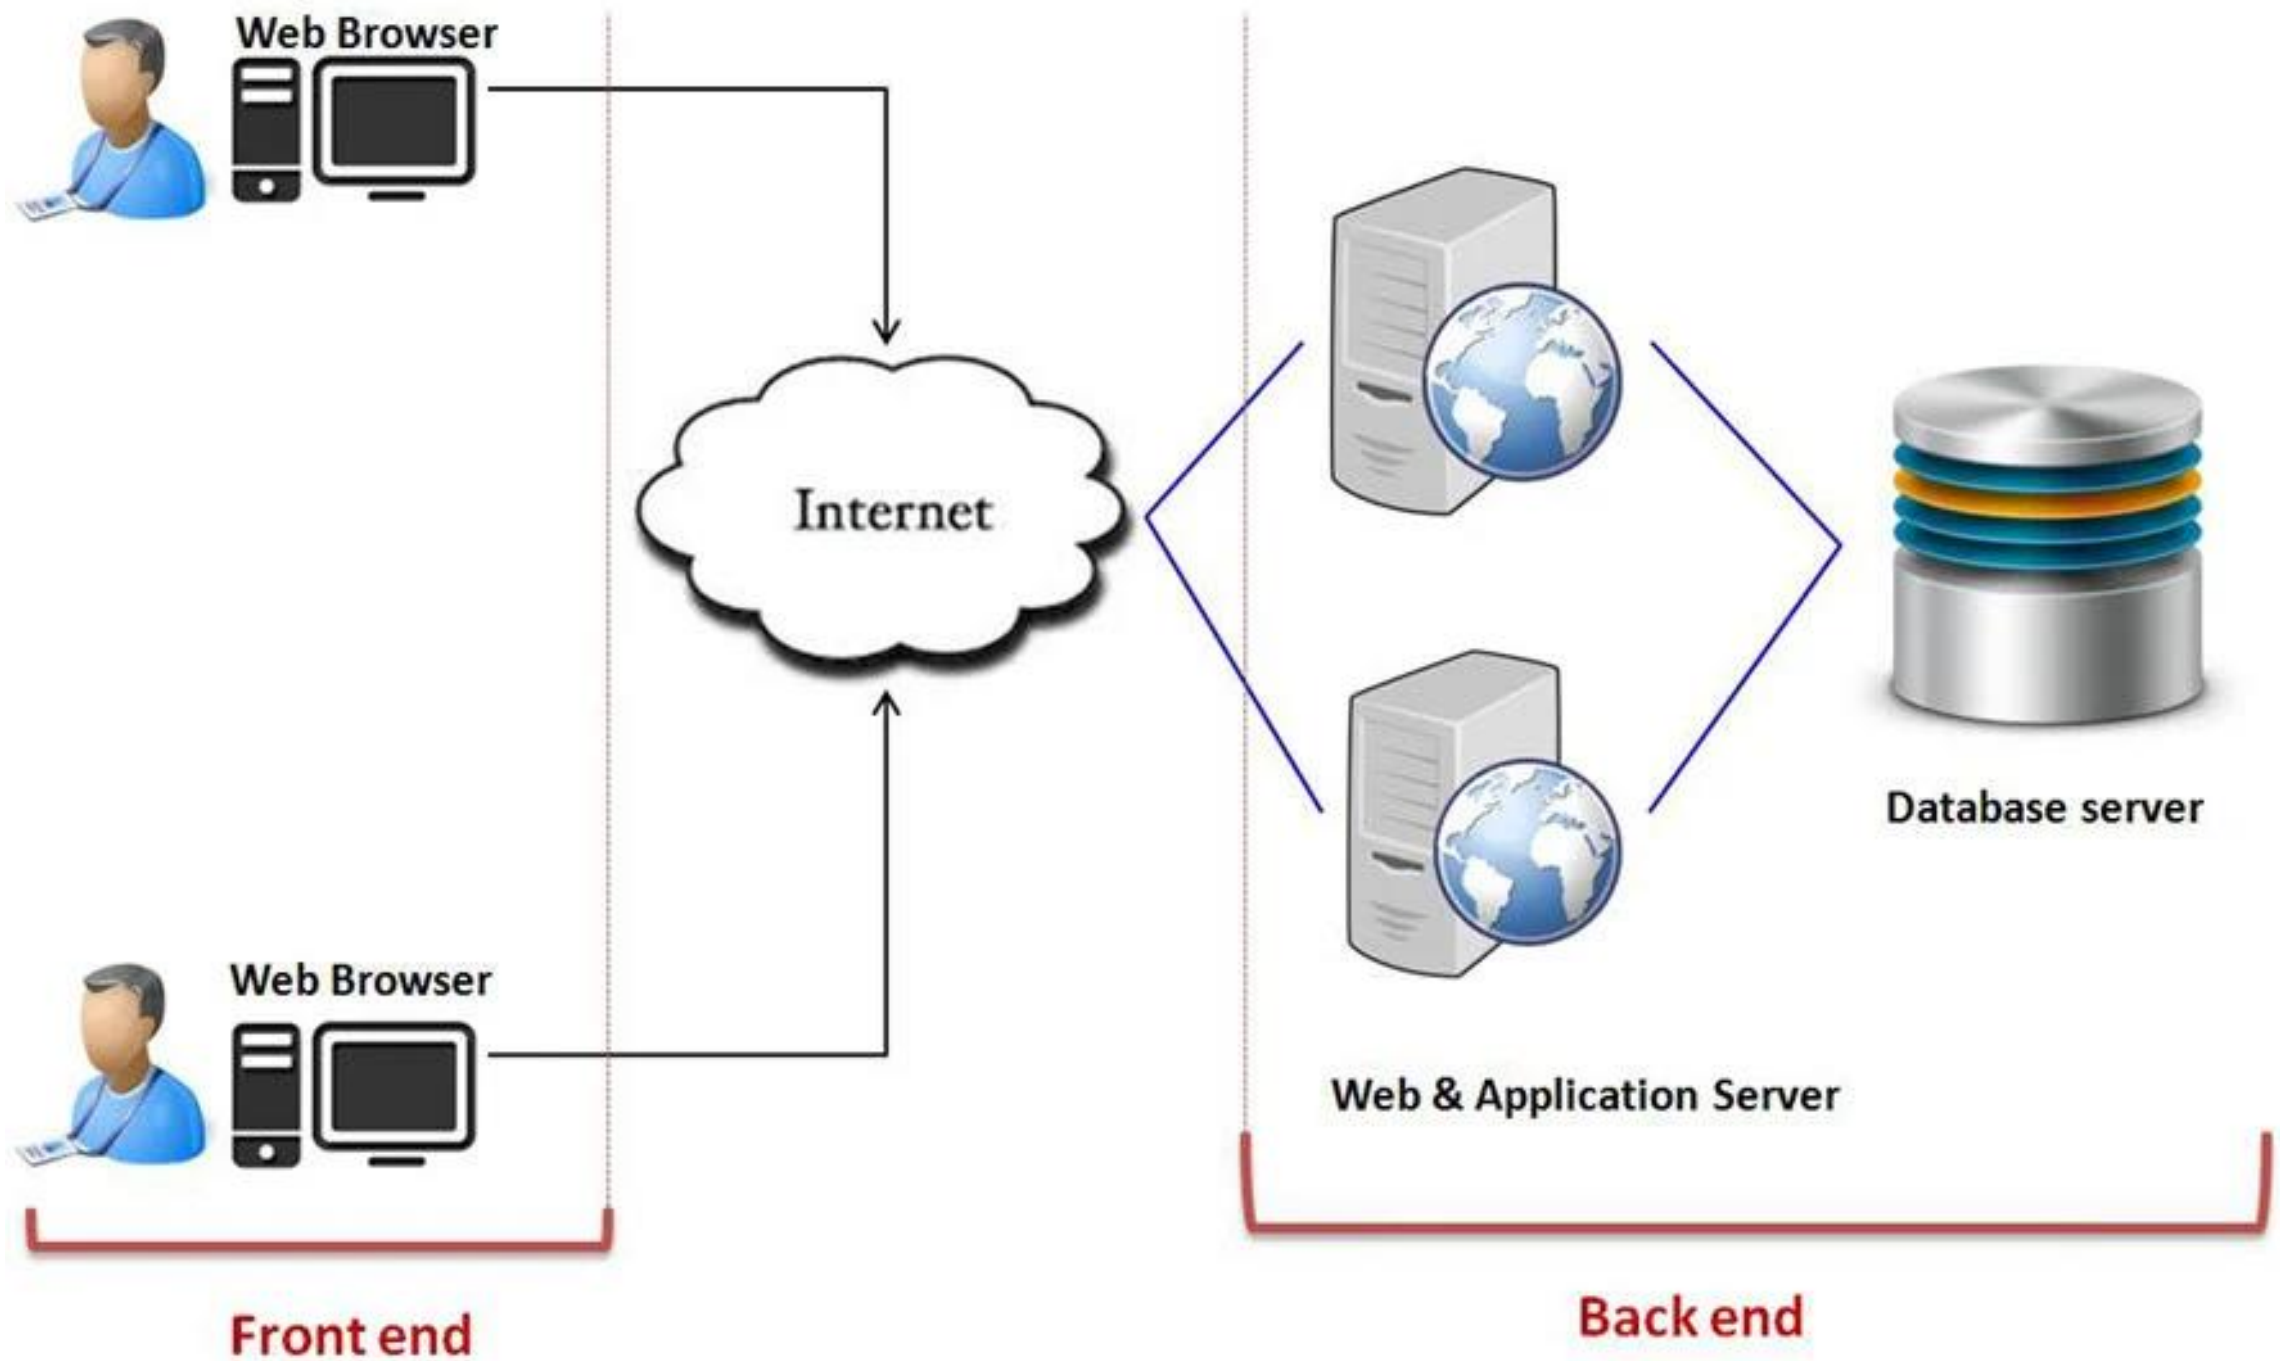 Web Browser
Internet
Database server
Web Browser
Web & Application Server
Front end
Back end